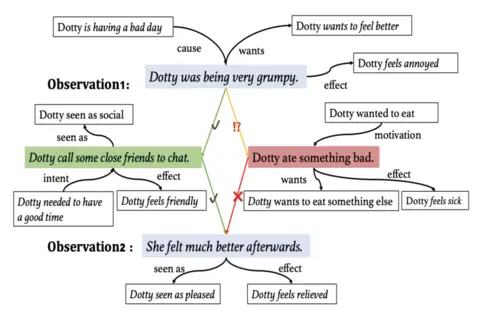 Dotty is having a bad day
Dotty wants to feel better
cause
wants
Dotty feels annoyed
Observation1:
Dotty was being very grumpy.
effect
Dotty seen as social
Dotty wanted to eat
seen as
✓
!?
motivation
Dotty call some close friends to chat.
Dotty ate something bad.
intent
effect
wants
effect
Dotty needed to have
a good time
Dotty feels friendly
✓
✗
Dotty wants to eat something else
Dotty feels sick
Observation2 :
She felt much better afterwards.
seen as
effect
Dotty seen as pleased
Dotty feels relieved